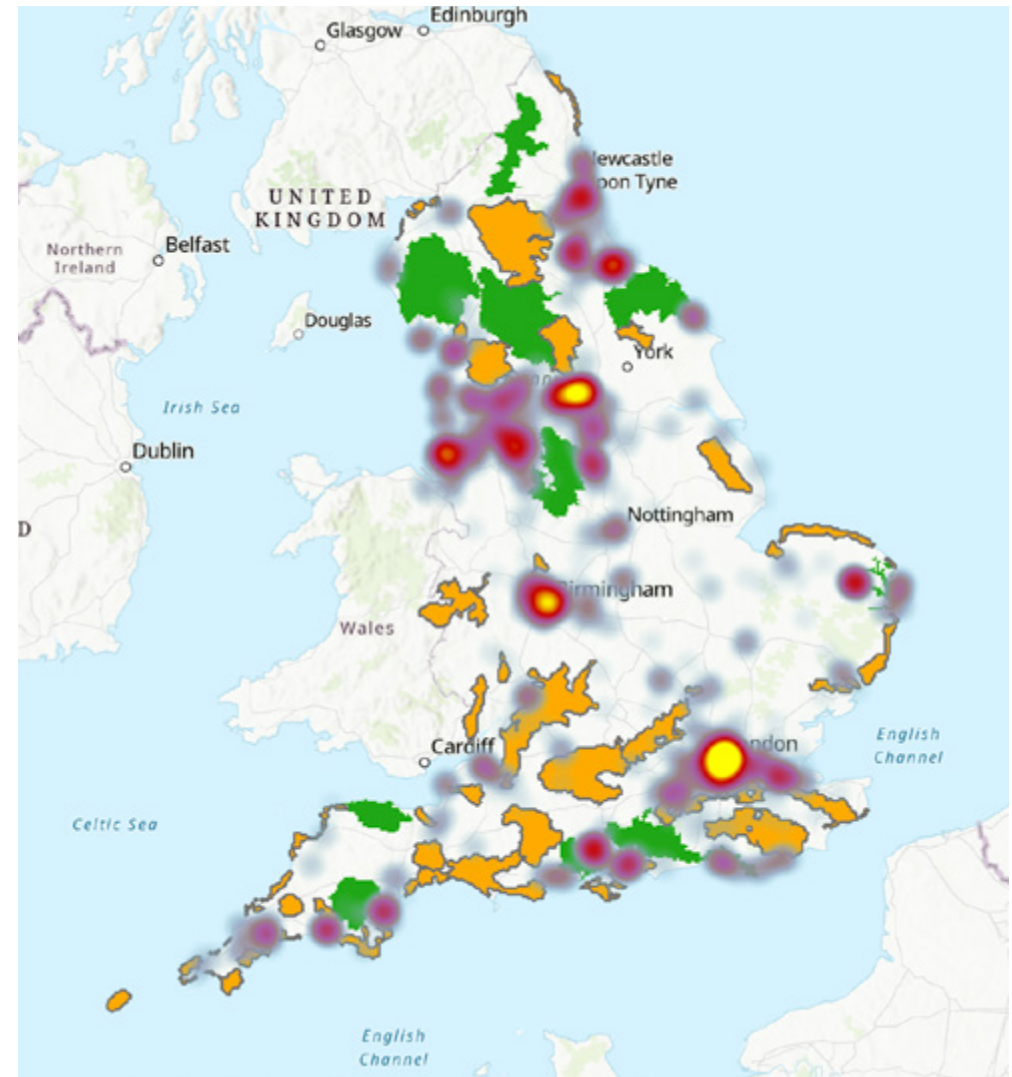 Edinburgh
Glasgow
ewcastle
pon Tyne
UNITED
KINGDOM
Northern
Ireland
Belfast
Douglas
York
Irish Sea
Dublin
D
Nottingham
irmingham
Wales
Cardiff
ndon
English
Channel
Celtic Sea
English
Channel